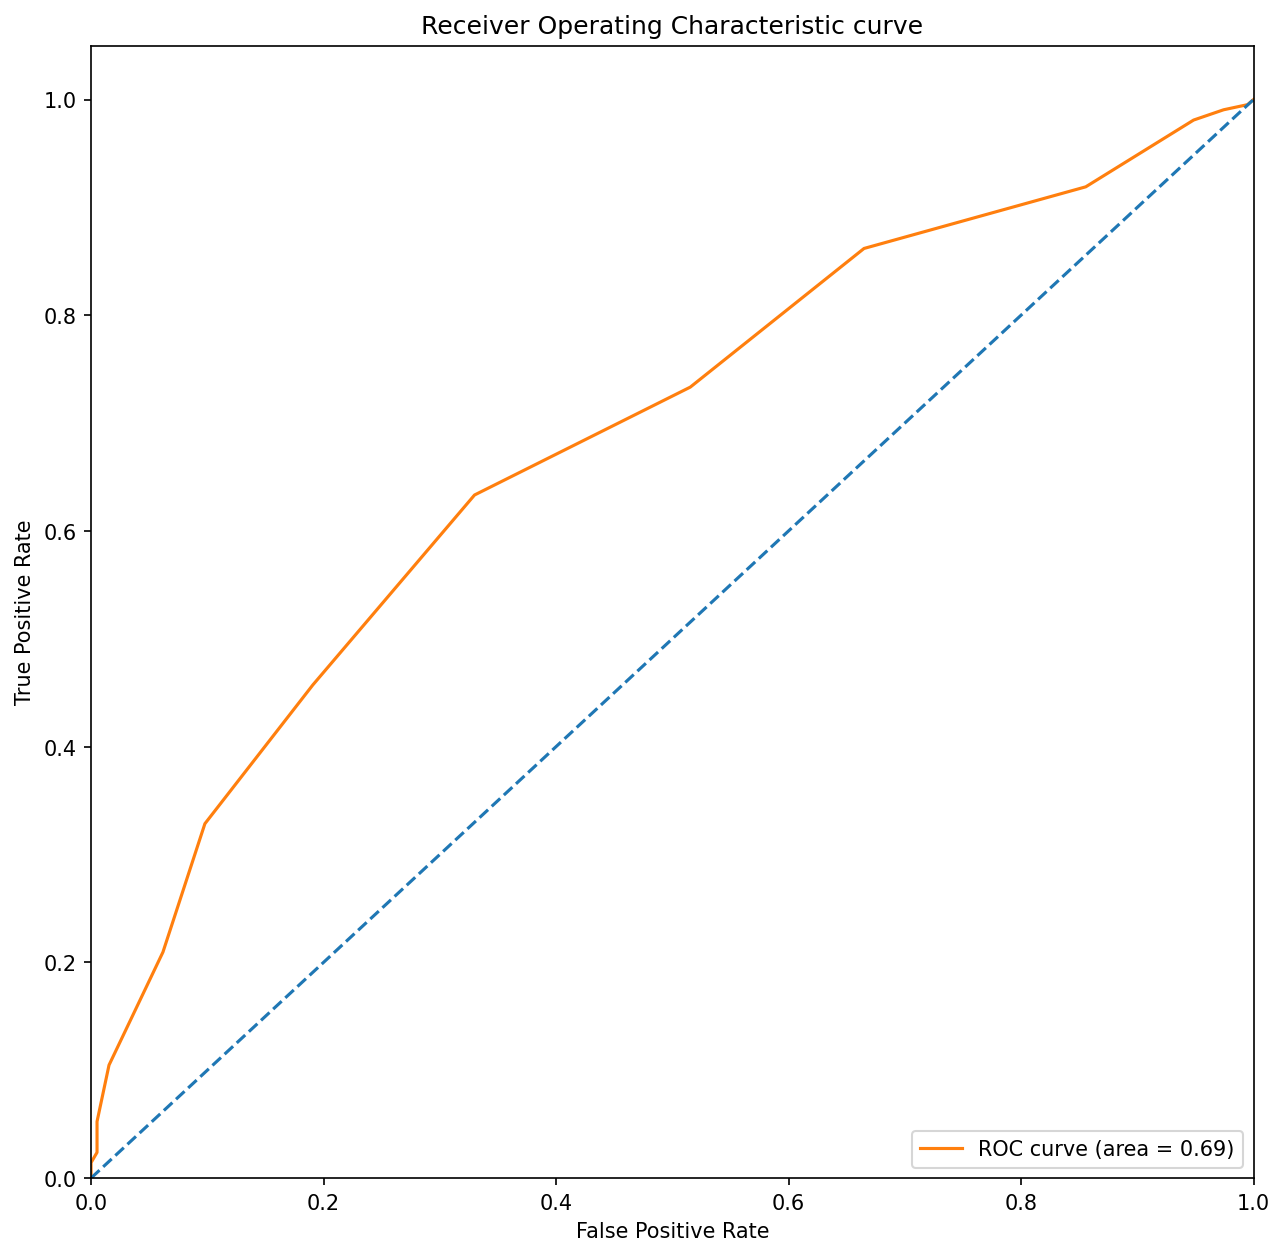 Receiver Operating Characteristic curve
1.0
0.8
0.6
0.4
0.2
0.0
True Positive Rate
ROC curve (area = 0.69)
0.0 0.2 0.4 0.6 0.8 1.0
False Positive Rate